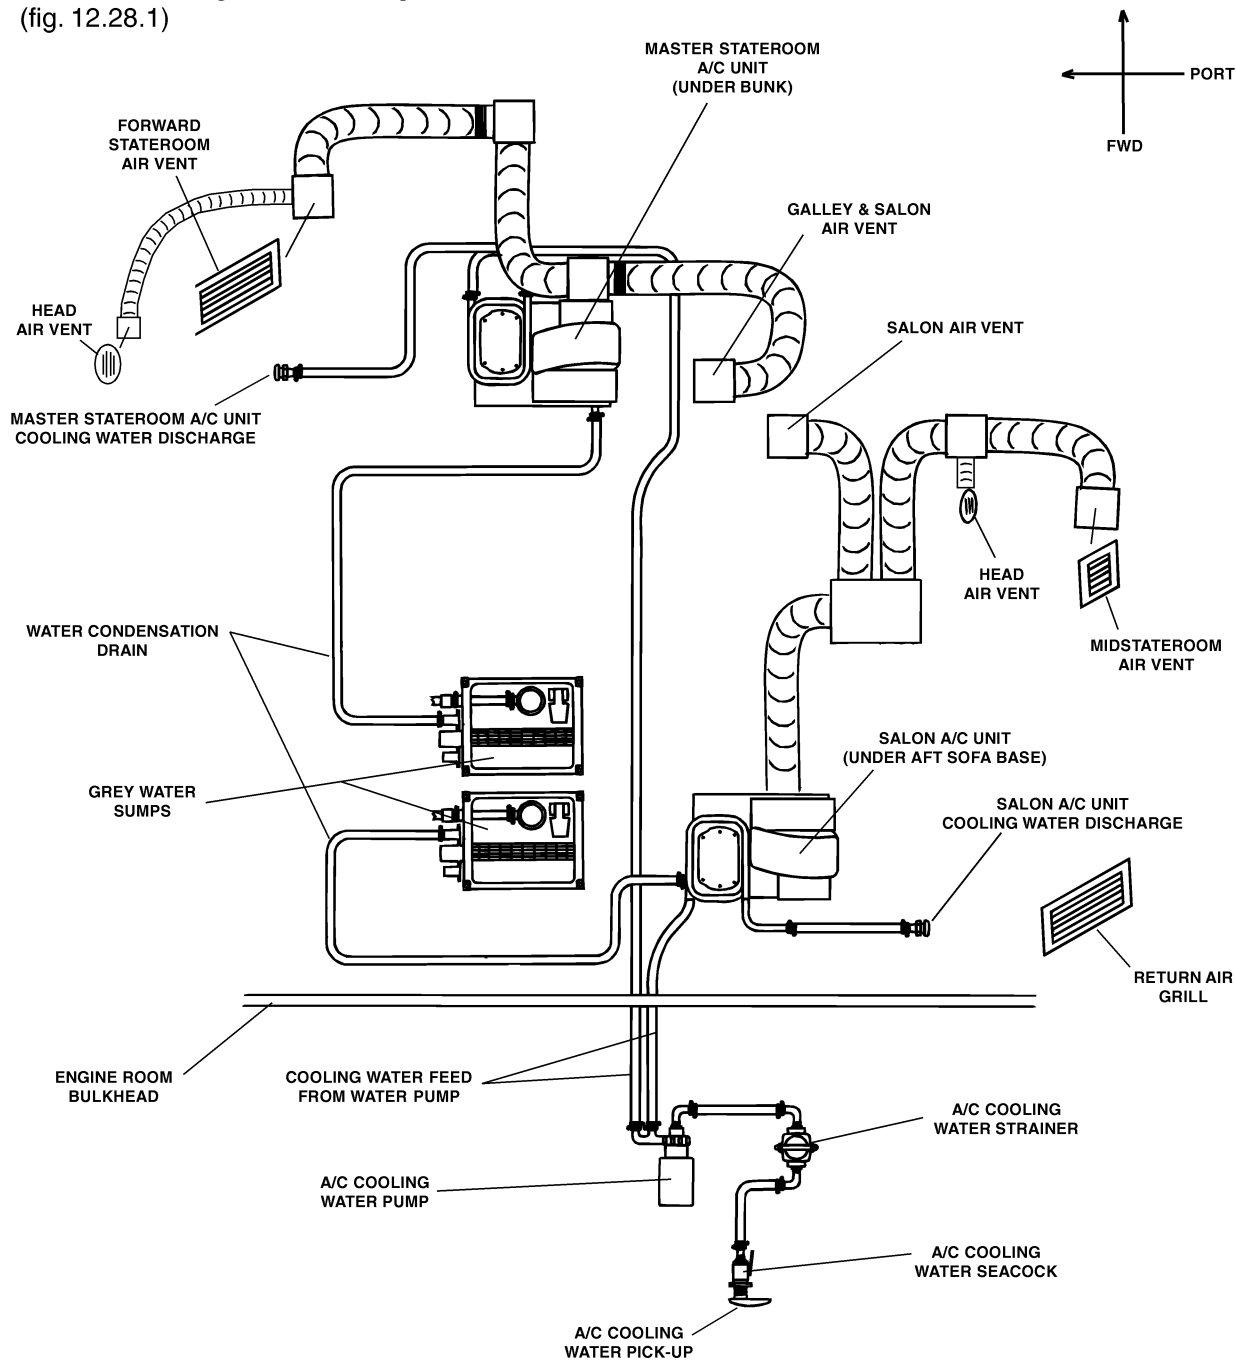 (fig. 12.28.1)
MASTER STATEROOM
A/C UNIT
(UNDER BUNK)
PORT
FWD
FORWARD
STATEROOM
AIR VENT
GALLEY & SALON
AIR VENT
HEAD
AIR VENT
SALON AIR VENT
MASTER STATEROOM A/C UNIT
COOLING WATER DISCHARGE
HEAD
AIR VENT
WATER CONDENSATION
DRAIN
MIDSTATEROOM
AIR VENT
SALON A/C UNIT
(UNDER AFT SOFA BASE)
GREY WATER
SUMPS
SALON A/C UNIT
COOLING WATER DISCHARGE
RETURN AIR
GRILL
ENGINE ROOM
BULKHEAD
COOLING WATER FEED
FROM WATER PUMP
A/C COOLING
WATER STRAINER
A/C COOLING
WATER PUMP
A/C COOLING
WATER SEACOCK
A/C COOLING
WATER PICK-UP